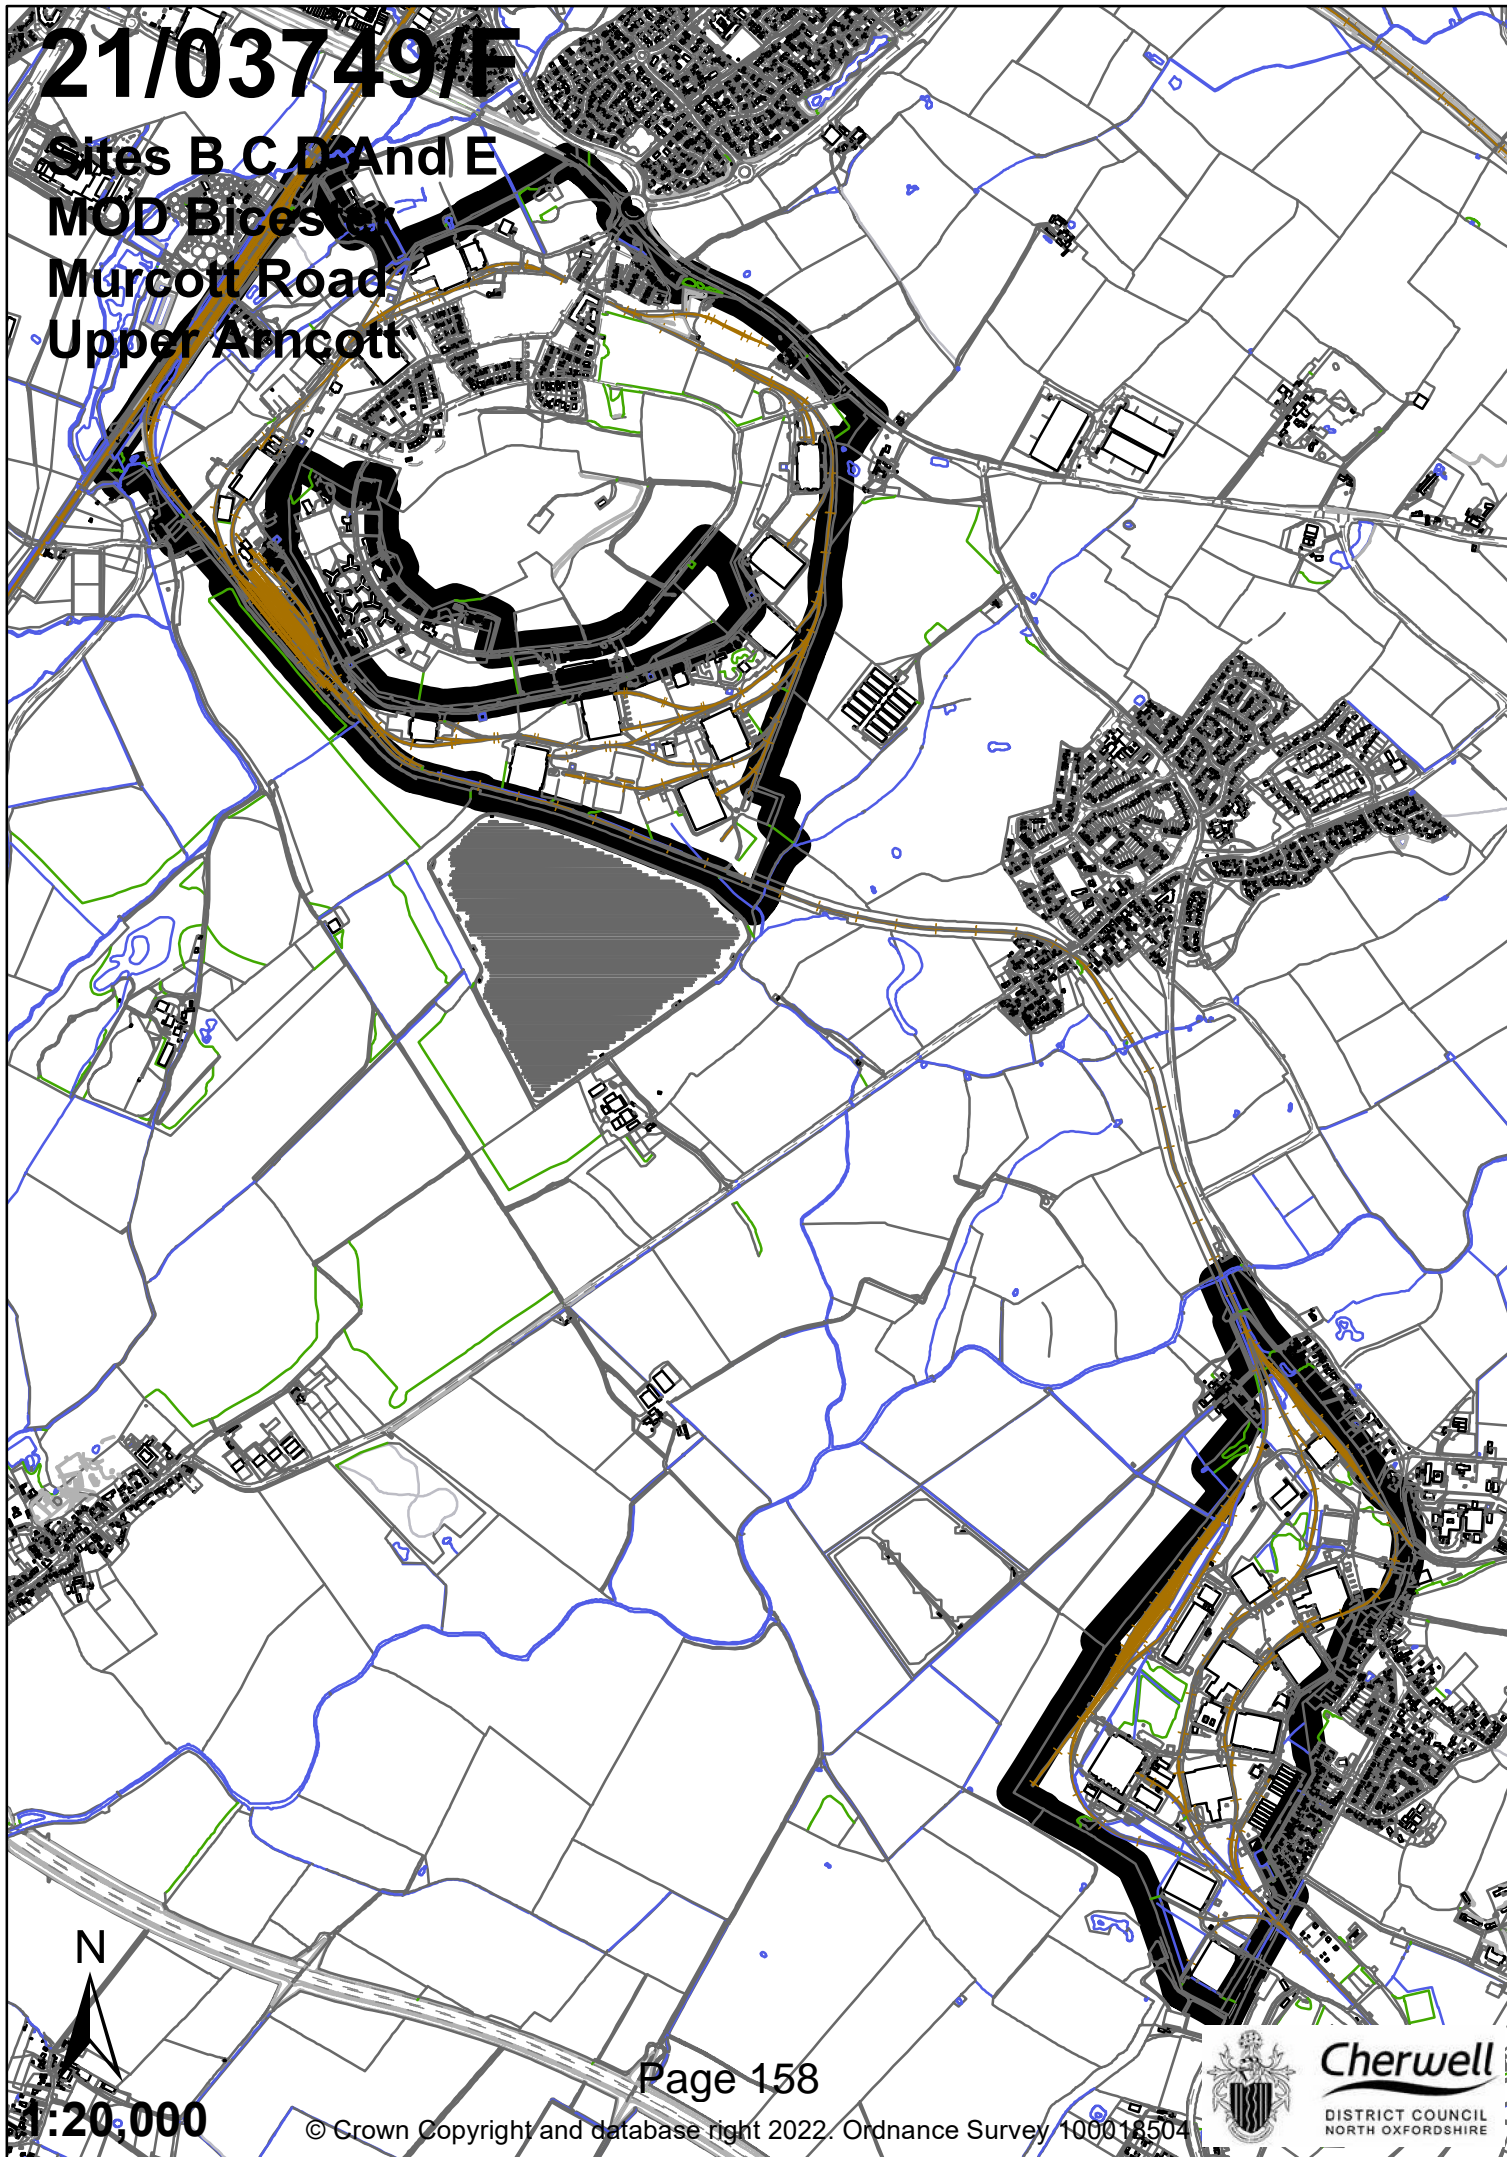 21/03749/F
Sites B C D And E
MOD Bicester
Murcott Road
Upper Arncott
N
Page 158
1:20,000
© Crown Copyright and database right 2022. Ordnance Survey 100018504
Cherwell
DISTRICT COUNCIL
NORTH OXFORDSHIRE